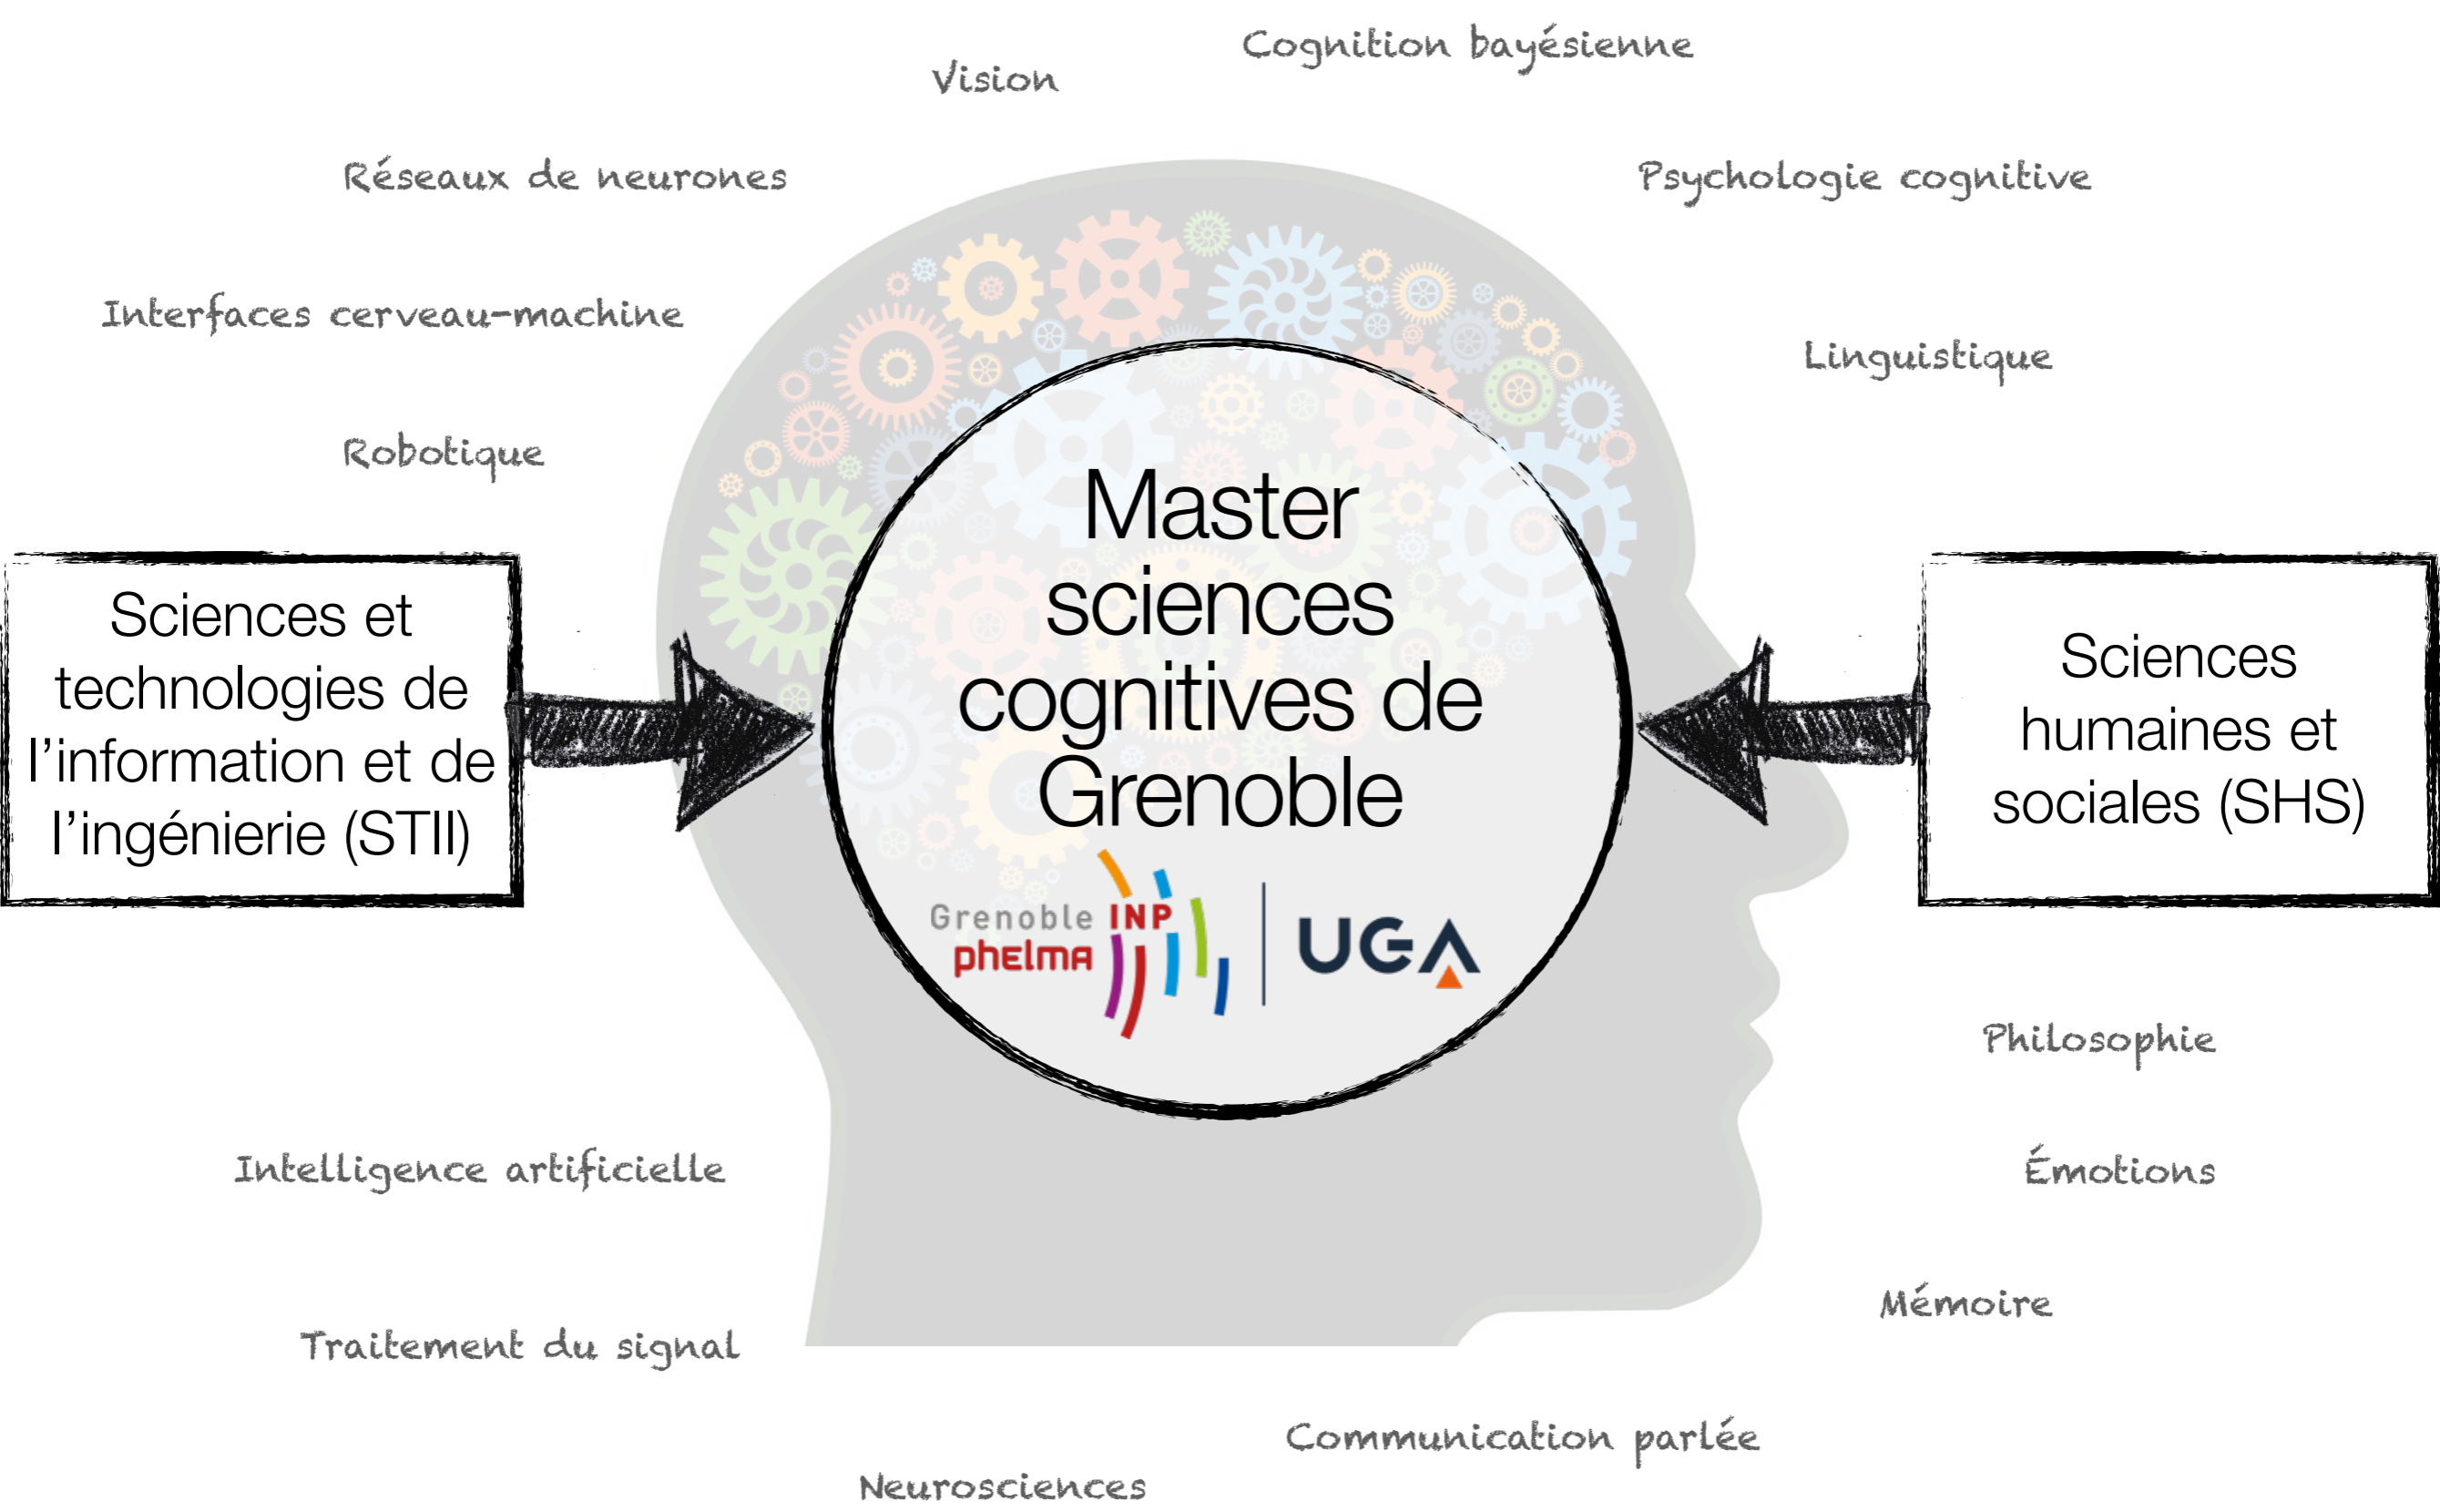 Cognition bayésienne
Vision
Réseaux de neurones
Psychologie cognitive
Interfaces cerveau-machine
Linguistique
Robotique
Master
sciences
cognitives de
Grenoble
Sciences et
technologies de
l'information et de
l'ingénierie (STII)
Sciences
humaines et
sociales (SHS)
Grenoble INP
phelma
UGA
Philosophie
Intelligence artificielle
Émotions
Mémoire
Traitement du signal
Communication parlée
Neurosciences